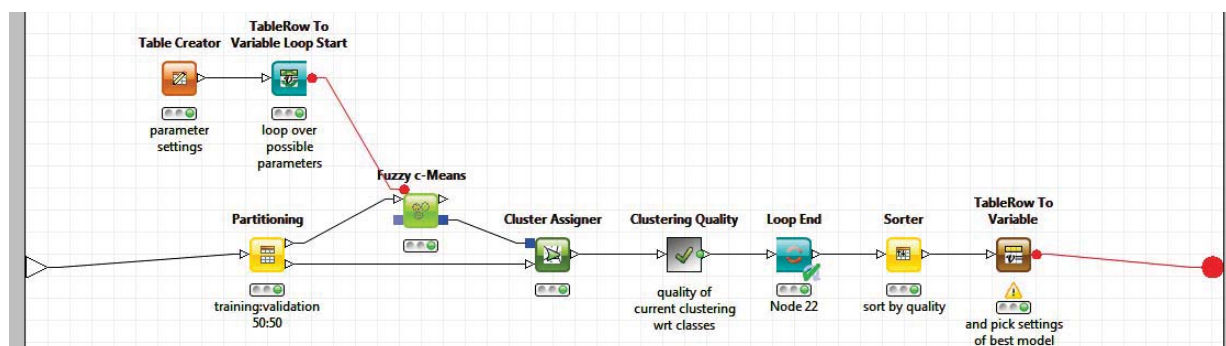 Table Creator
TableRow To
Variable Loop Start
parameter
settings
loop over
possible
parameters
Fuzzy c-Means
Partitioning
training:validation
50:50
Cluster Assigner
Clustering Quality
quality of
current clustering
wrt classes
Loop End
Node 22
Sorter
sort by quality
TableRow To
Variable
and pick settings
of best model